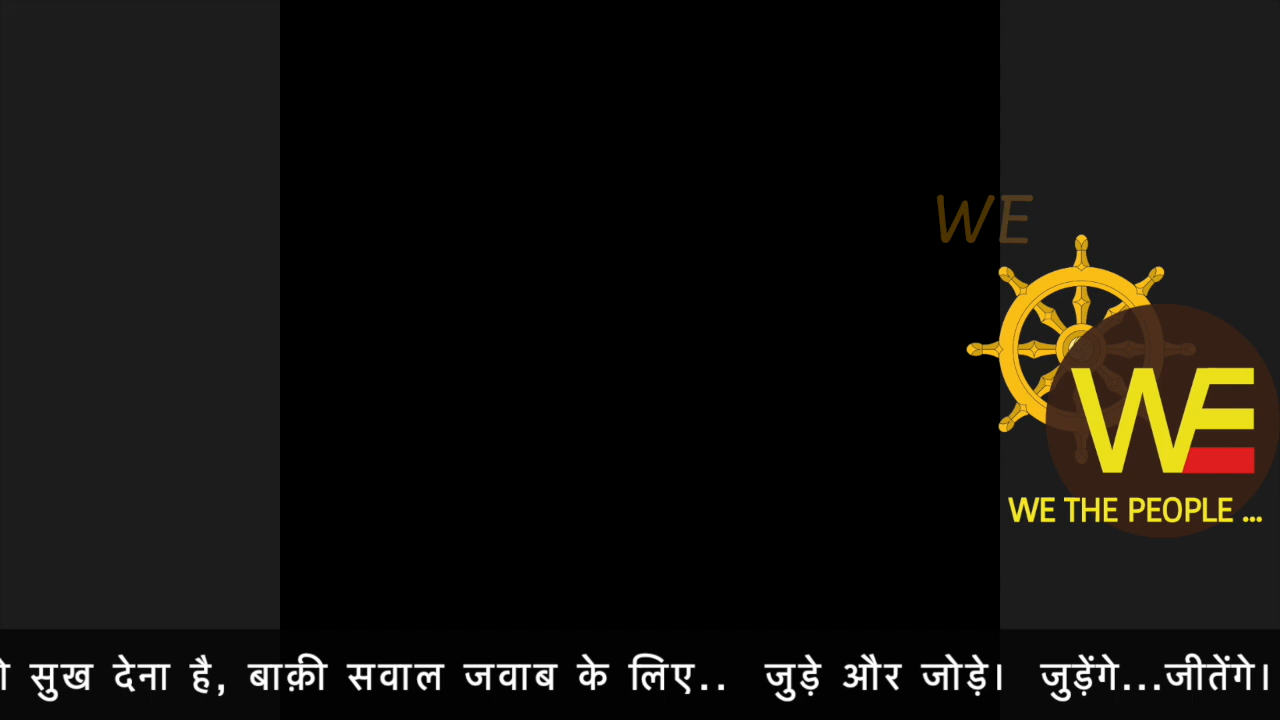 WE
WE
WE THE PEOPLE ...
सुख देना है, बाक़ी सवाल जवाब के लिए.. जुड़े और जोड़े। जुड़ेंगे...जीतेंगे।